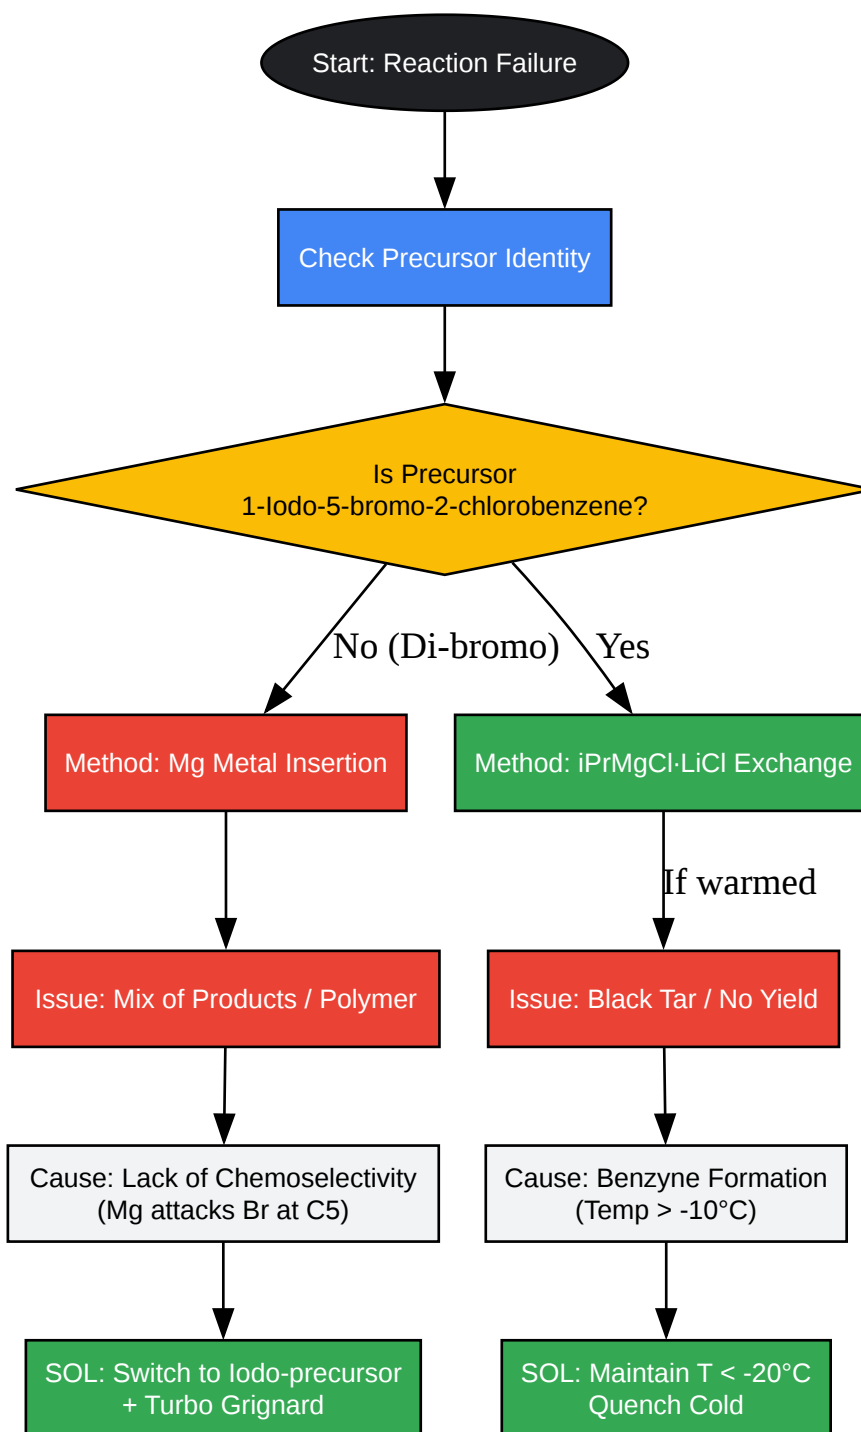 Start: Reaction Failure
Check Precursor Identity
Is Precursor
1-Iodo-5-bromo-2-chlorobenzene?
No (Di-bromo)
Yes
Method: Mg Metal Insertion
Method: iPrMgCl·LiCl Exchange
If warmed
Issue: Mix of Products / Polymer
Issue: Black Tar / No Yield
Cause: Lack of Chemoselectivity
(Mg attacks Br at C5)
Cause: Benzyne Formation
(Temp > -10°C)
SOL: Switch to Iodo-precursor
+ Turbo Grignard
SOL: Maintain T < -20°C
Quench Cold